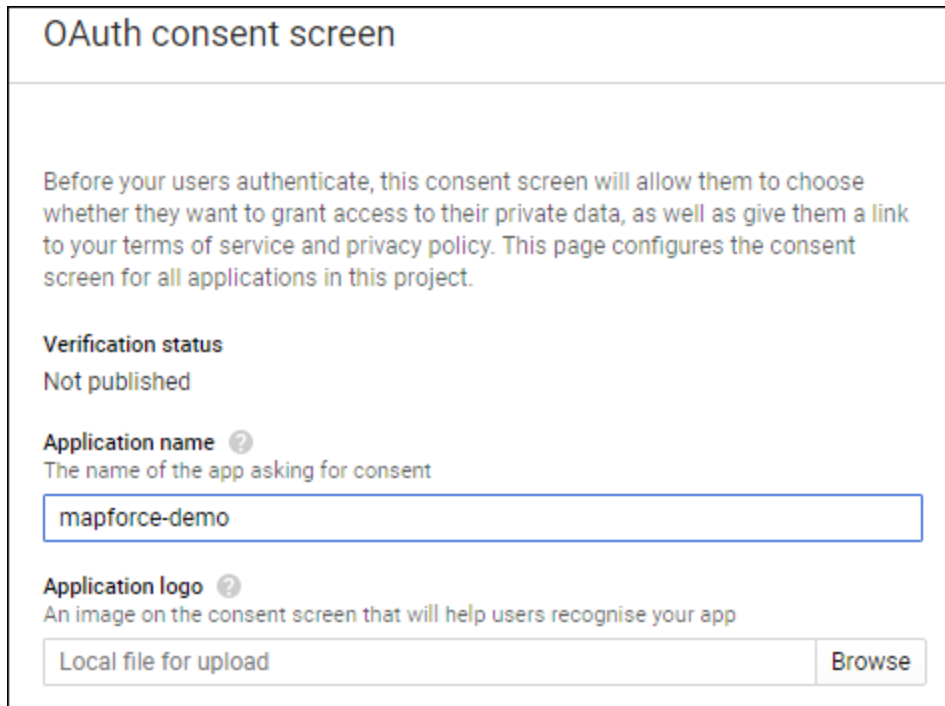 OAuth consent screen
Before your users authenticate, this consent screen will allow them to choose
whether they want to grant access to their private data, as well as give them a link
to your terms of service and privacy policy. This page configures the consent
screen for all applications in this project.
Verification status
Not published
Application name ?
The name of the app asking for consent
mapforce-demo
Application logo ?
An image on the consent screen that will help users recognise your app
Local file for upload Browse